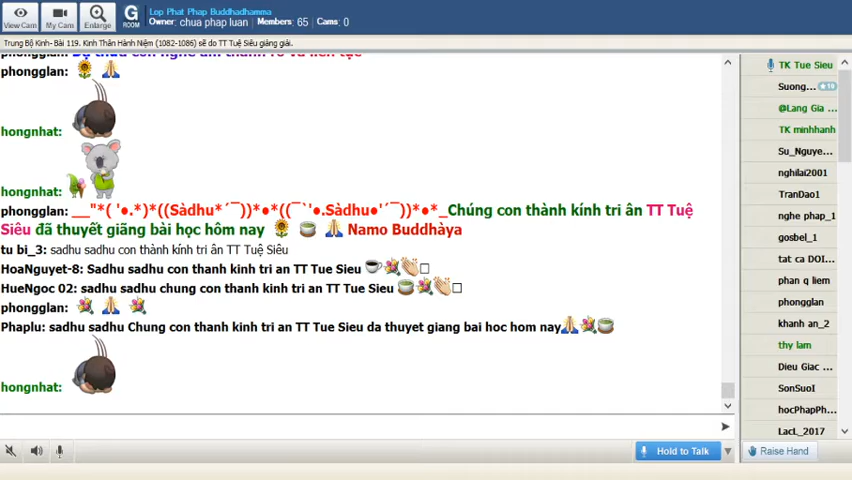 View Cam
My Cam
Enlarge
G
ROOM
Lop Phat Phap Buddhadhamma
Owner: chua phap luan Members: 65 Cams: 0
Trung Bộ Kinh- Bài 119. Kinh Thân Hành Niệm (1082-1086) sẽ do TT Tuệ Siêu giảng giải.
phongglan:
hongnhat:
hongnhat:
phongglan: __"*( '•.*)*((Sàdhu*´¯))*•*((¯`'•.Sàdhu•'´¯))*•*_Chúng con thành kính tri ân TT Tuệ
Siêu đã thuyết giãng bài học hôm nay Namo Buddhàya
tu bi_3: sadhu sadhu con thành kính tri ân TT Tuệ Siêu
HoaNguyet-8: Sadhu sadhu con thanh kinh tri an TT Tue Sieu
HueNgoc 02: sadhu sadhu chung con thanh kinh tri an TT Tue Sieu
phongglan:
Phaplu: sadhu sadhu Chung con thanh kinh tri an TT Tue Sieu da thuyet giang bai hoc hom nay
hongnhat:
TK Tue Sieu
Suong... +10
@Lang Gia ...
TK minhhanh
Su_Nguye...
nghilai2001
TranDao1
nghe phap_1
gosbel_1
tat ca DOI...
phan q liem
phongglan
khanh an_2
thy lam
Dieu Giac ...
SonSuoI
hocPhapPh...
LacL_2017
Hold to Talk
Raise Hand